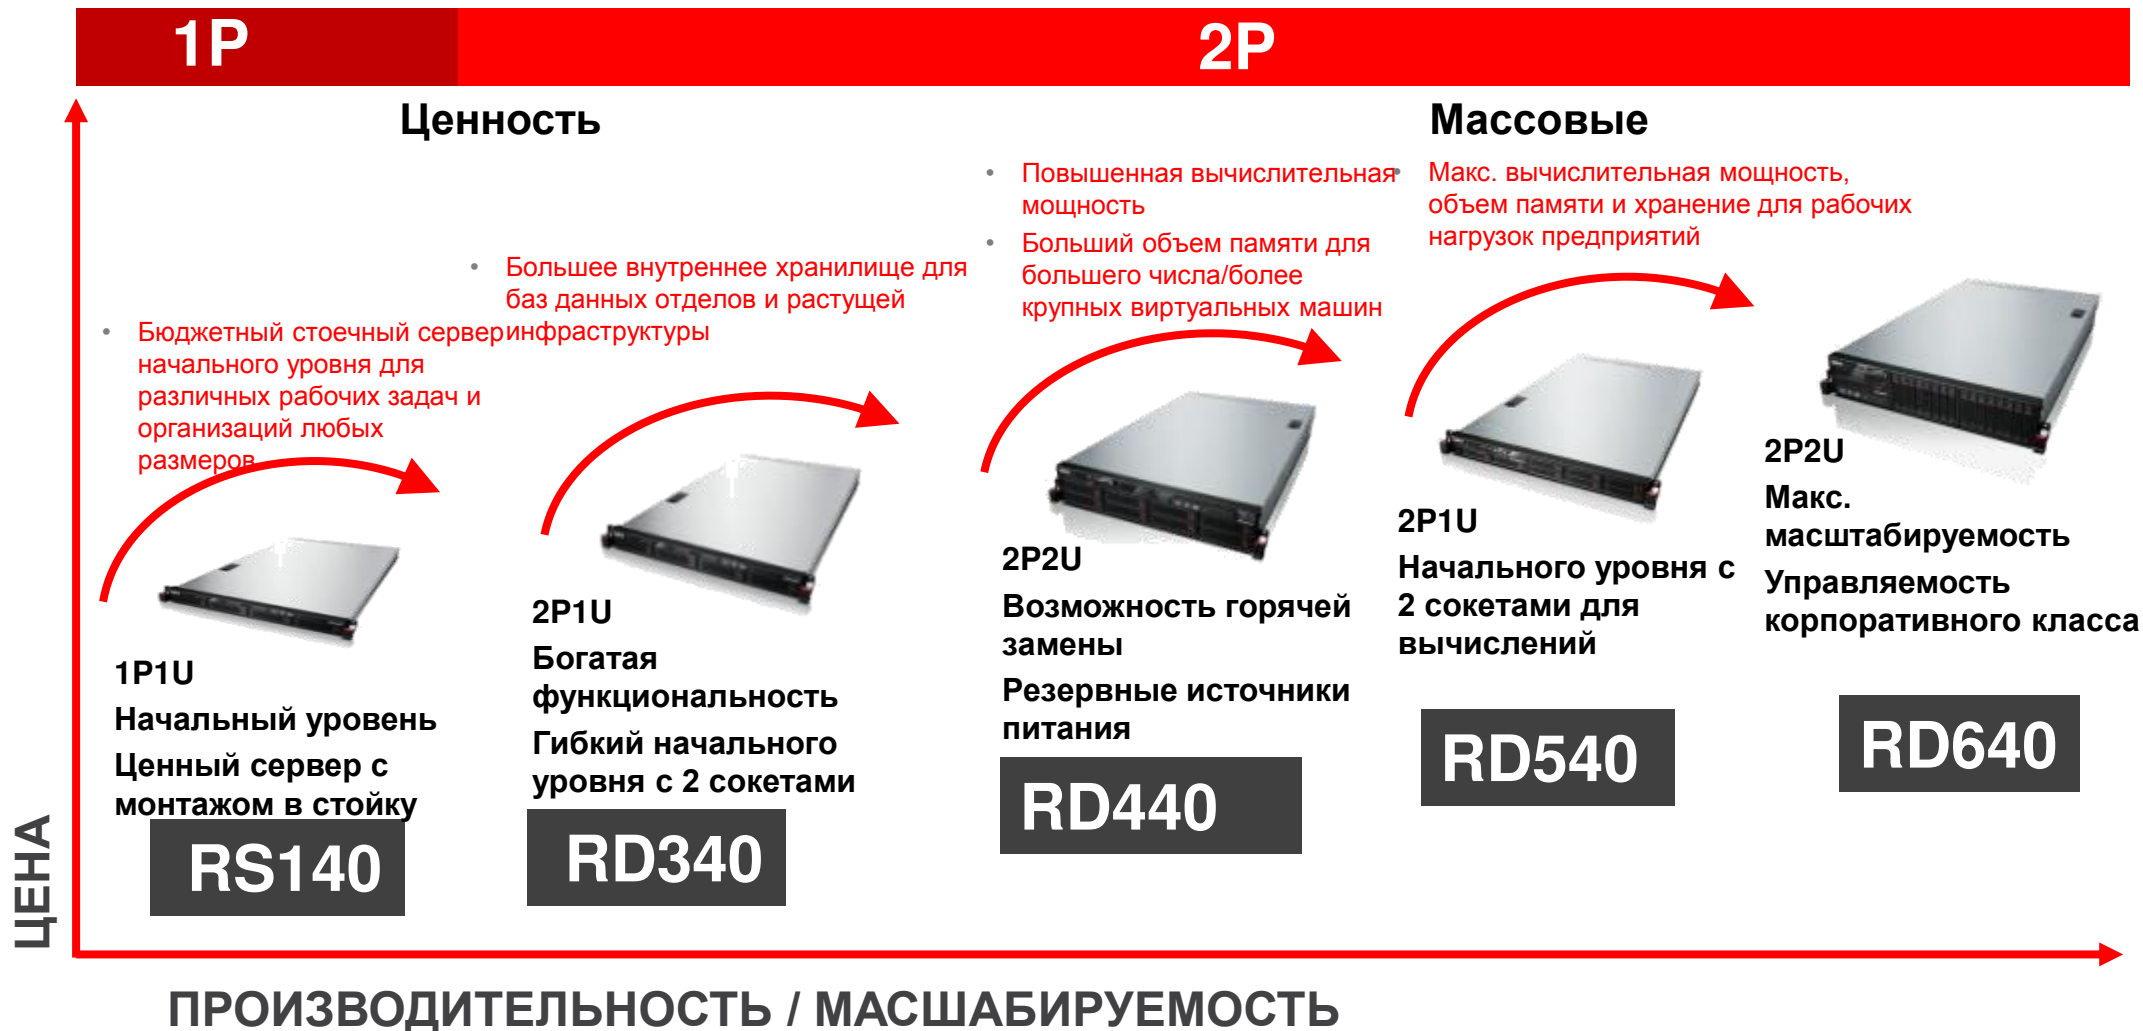 1P
2P
Ценность
Массовые
• Бюджетный стоечный сервер
начального уровня для
различных рабочих задач и
организаций любых
размеров
• Большее внутреннее хранилище для
баз данных отделов и растущей
инфраструктуры
• Повышенная вычислительная
мощность
• Больший объем памяти для
большего числа/более
крупных виртуальных машин
• Макс. вычислительная мощность,
объем памяти и хранение для рабочих
нагрузок предприятий
1P1U
Начальный уровень
Ценный сервер с
монтажом в стойку
RS140
2P1U
Богатая
функциональность
Гибкий начального
уровня с 2 сокетами
RD340
2P2U
Возможность горячей
замены
Резервные источники
питания
RD440
2P1U
Начального уровня с
2 сокетами для
вычислений
RD540
2P2U
Макс.
масштабируемость
Управляемость
корпоративного класса
RD640
ЦЕНА
ПРОИЗВОДИТЕЛЬНОСТЬ / МАСШАБИРУЕМОСТЬ